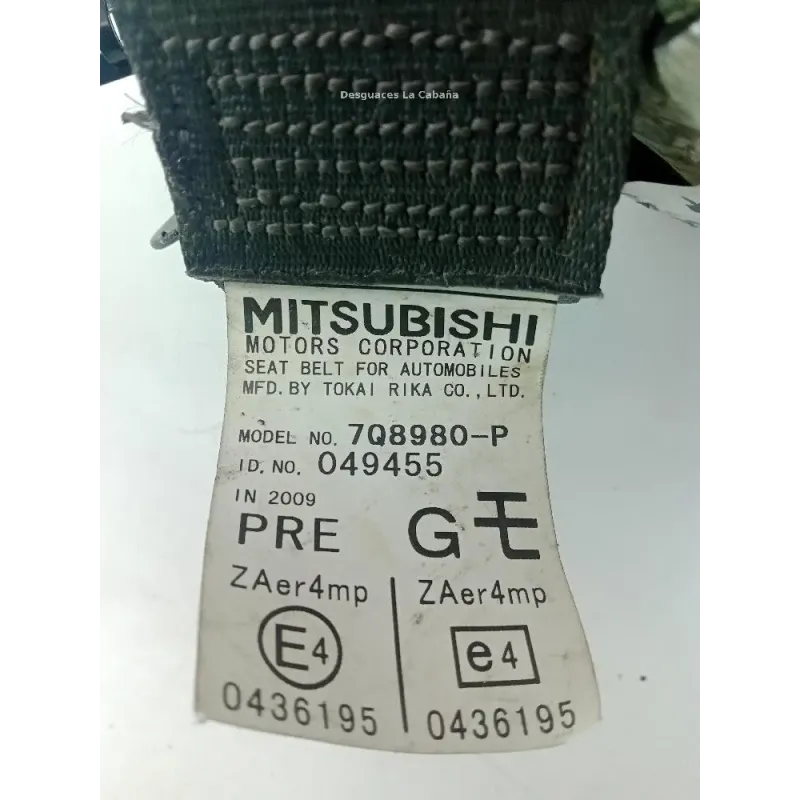 Desguaces La Cabaña
MITSUBISHI
MOTORS CORPORATION
SEAT BELT FOR AUTOMOBILES
MFD. BY TOKAI RIKA CO., LTD.
MODEL NO. 7Q8980-P
ID. NO. 049455
IN 2009
PRE G モ
ZAer4mp ZAer4mp
E4 e4
0436195 0436195